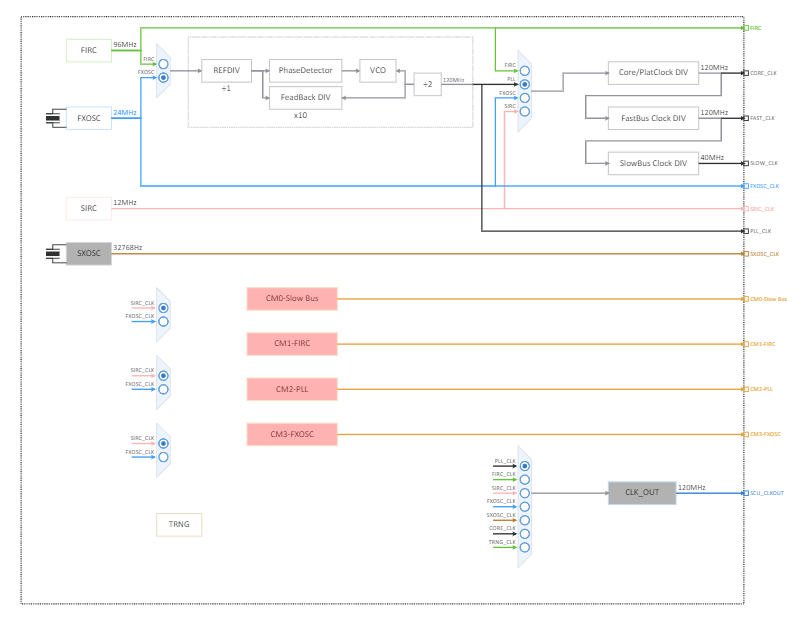 FIRC
FIRC
96MHz
FIRC
FXOSC
REFDIV
÷1
PhaseDetector
VCO
FeadBack DIV
x10
÷2
120MHz
FIRC
PLL
FXOSC
SIRC
Core/PlatClock DIV
120MHz
CORE_CLK
FXOSC
24MHz
FastBus Clock DIV
120MHz
FAST_CLK
SlowBus Clock DIV
40MHz
SLOW_CLK
FXOSC_CLK
SIRC
12MHz
SIRC_CLK
PLL_CLK
SXOSC
32768Hz
SXOSC_CLK
SIRC_CLK
FXOSC_CLK
CM0-Slow Bus
CM0-Slow Bus
CM1-FIRC
CM1-FIRC
SIRC_CLK
FXOSC_CLK
CM2-PLL
CM2-PLL
SIRC_CLK
FXOSC_CLK
CM3-FXOSC
CM3-FXOSC
PLL_CLK
FIRC_CLK
SIRC_CLK
FXOSC_CLK
SXOSC_CLK
CORE_CLK
TRNG_CLK
CLK_OUT
120MHz
SCU_CLKOUT
TRNG